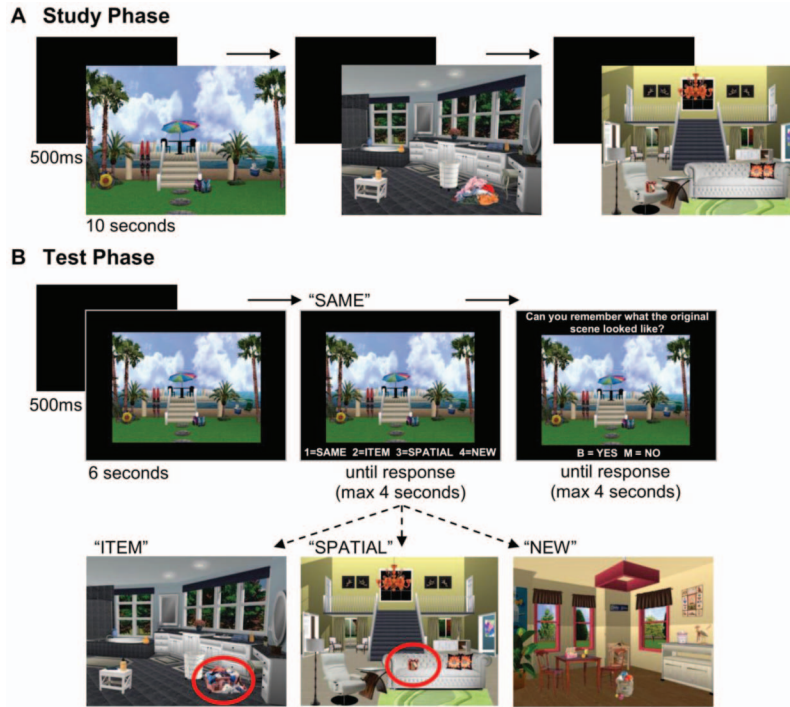 A Study Phase
500ms
10 seconds
B Test Phase
"SAME"
Can you remember what the original
scene looked like?
500ms
1=SAME 2=ITEM 3=SPATIAL 4=NEW
B = YES M = NO
6 seconds
until response
(max 4 seconds)
until response
(max 4 seconds)
"ITEM"
"SPATIAL"
"NEW"